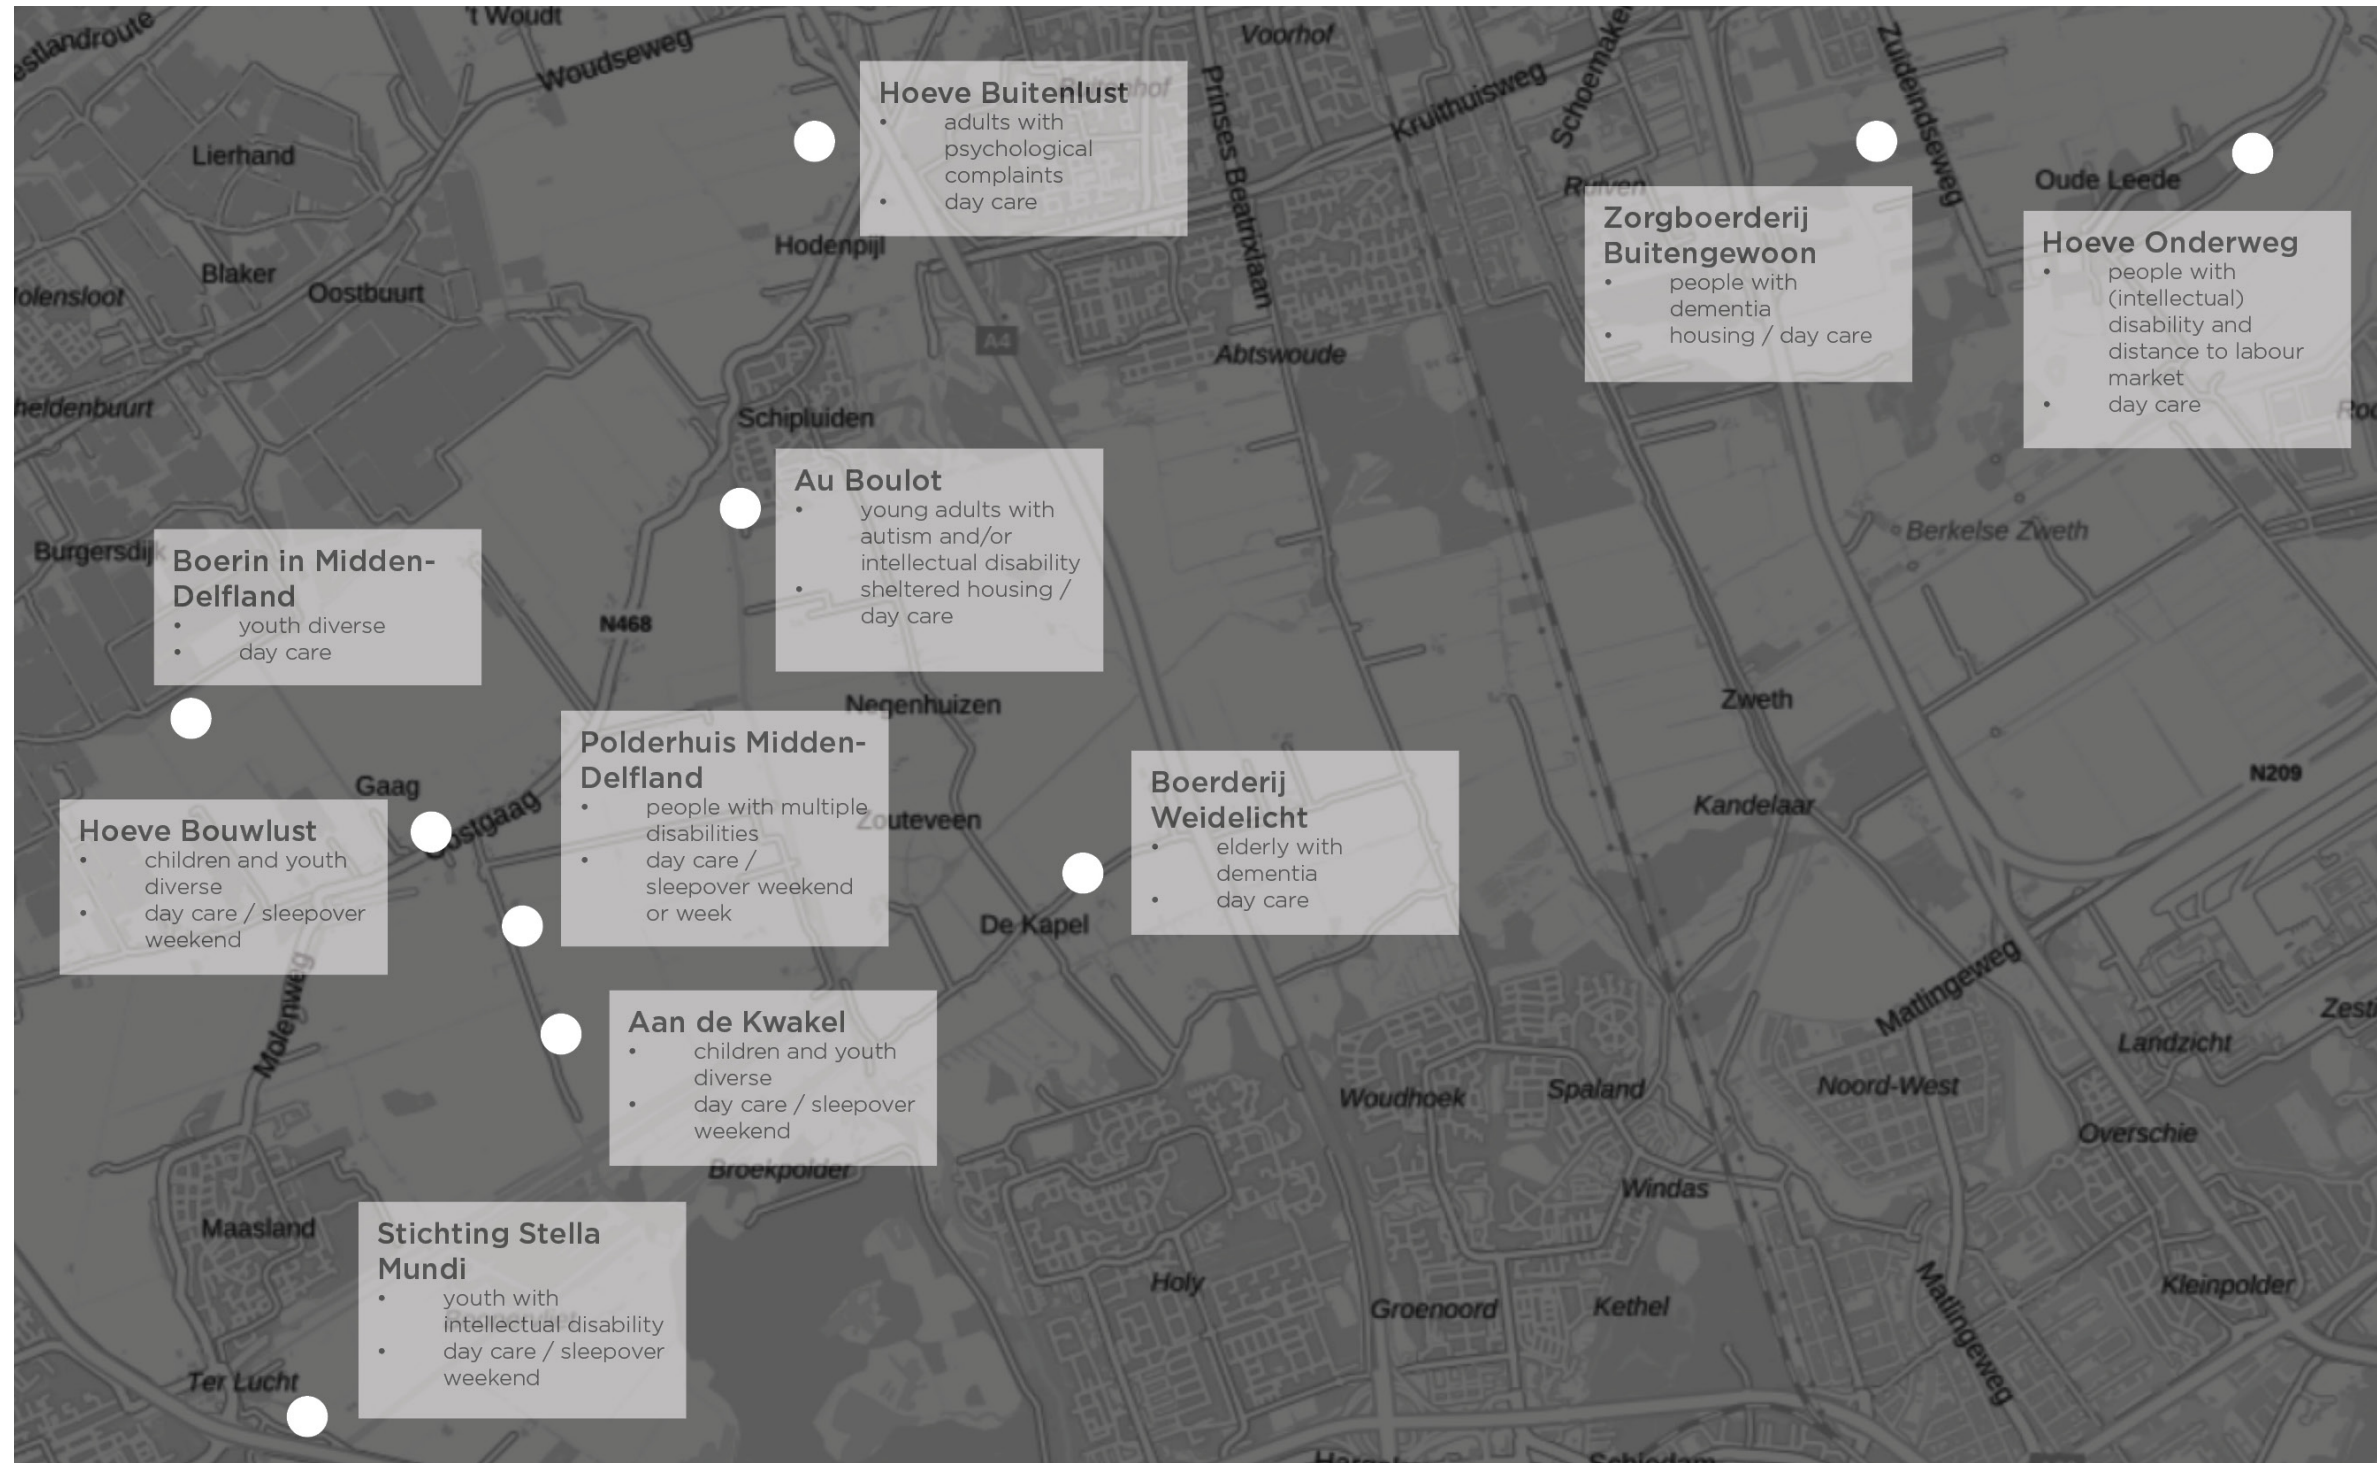 't Woudt
Woudseweg
Voorhof
Lierhand
Hodenpijl
Blaker
Oostbuurt
Prinses Beatrixlaan
Kruithuisweg
Zuideindseweg
Ruiven
Oude Leede
A4
Abtswoude
Schipluiden
Hoeve Buitenlust
• adults with
psychological
complaints
• day care
Zorgboerderij
Buitengewoon
• people with
dementia
• housing / day care
Hoeve Onderweg
• people with
(intellectual)
disability and
distance to labour
market
• day care
Au Boulot
• young adults with
autism and/or
intellectual disability
• sheltered housing /
day care
Berkelse Zweth
Burgersdijk
Boerin in Midden-
Delfland
• youth diverse
• day care
N468
Negenhuizen
Zweth
Polderhuis Midden-
Delfland
• people with multiple
disabilities
• day care /
sleepover weekend
or week
Boerderij
Weidelicht
• elderly with
dementia
• day care
N209
Gaag
Oostgaag
Kandelaar
Zouteveen
Hoeve Bouwlust
• children and youth
diverse
• day care / sleepover
weekend
De Kapel
Molenweg
Matlingeweg
Aan de Kwakel
• children and youth
diverse
• day care / sleepover
weekend
Landzicht
Woudhoek
Spaland
Noord-West
Overschie
Broekpolder
Windas
Maasland
Stichting Stella
Mundi
• youth with
intellectual disability
• day care / sleepover
weekend
Holy
Groenoord
Kethel
Kleinpolder
Matlingeweg
Ter Lucht